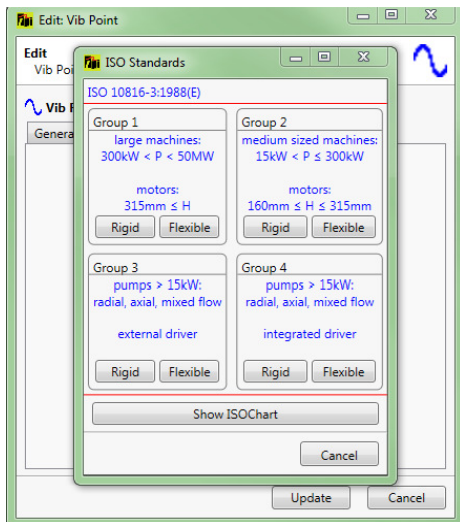 Edit: Vib Point
Edit
Vib Poi
ISO Standards
Vib
Genera
ISO 10816-3:1988(E)
Group 1
large machines:
300kW < P < 50MW
motors:
315mm ≤ H
Rigid Flexible
Group 2
medium sized machines:
15kW < P ≤ 300kW
motors:
160mm ≤ H ≤ 315mm
Rigid Flexible
Group 3
pumps > 15kW:
radial, axial, mixed flow
external driver
Rigid Flexible
Group 4
pumps > 15kW:
radial, axial, mixed flow
integrated driver
Rigid Flexible
Show ISOChart
Cancel
Update Cancel